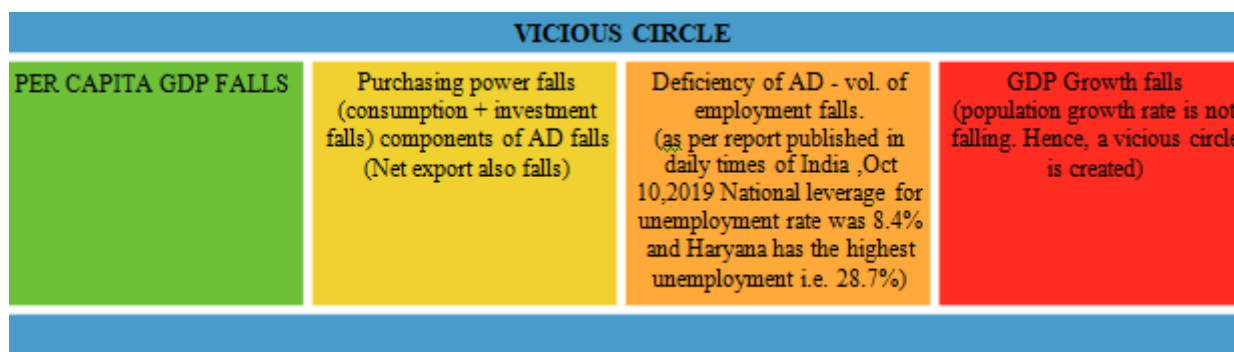 VICIOUS CIRCLE
PER CAPITA GDP FALLS
Purchasing power falls
(consumption + investment
falls) components of AD falls
(Net export also falls)
Deficiency of AD - vol. of
employment falls.
(as per report published in
daily times of India ,Oct
10,2019 National leverage for
unemployment rate was 8.4%
and Haryana has the highest
unemployment i.e. 28.7%)
GDP Growth falls
(population growth rate is not
falling. Hence, a vicious circle
is created)